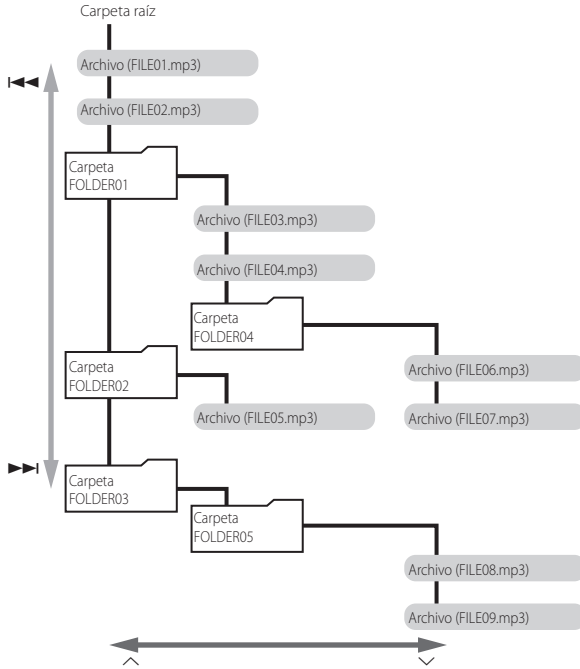 Carpeta raíz
Archivo (FILE01.mp3)
Archivo (FILE02.mp3)
Carpeta
FOLDER01
Archivo (FILE03.mp3)
Archivo (FILE04.mp3)
Carpeta
FOLDER04
Carpeta
FOLDER02
Archivo (FILE06.mp3)
Archivo (FILE05.mp3)
Archivo (FILE07.mp3)
Carpeta
FOLDER03
Carpeta
FOLDER05
Archivo (FILE08.mp3)
Archivo (FILE09.mp3)